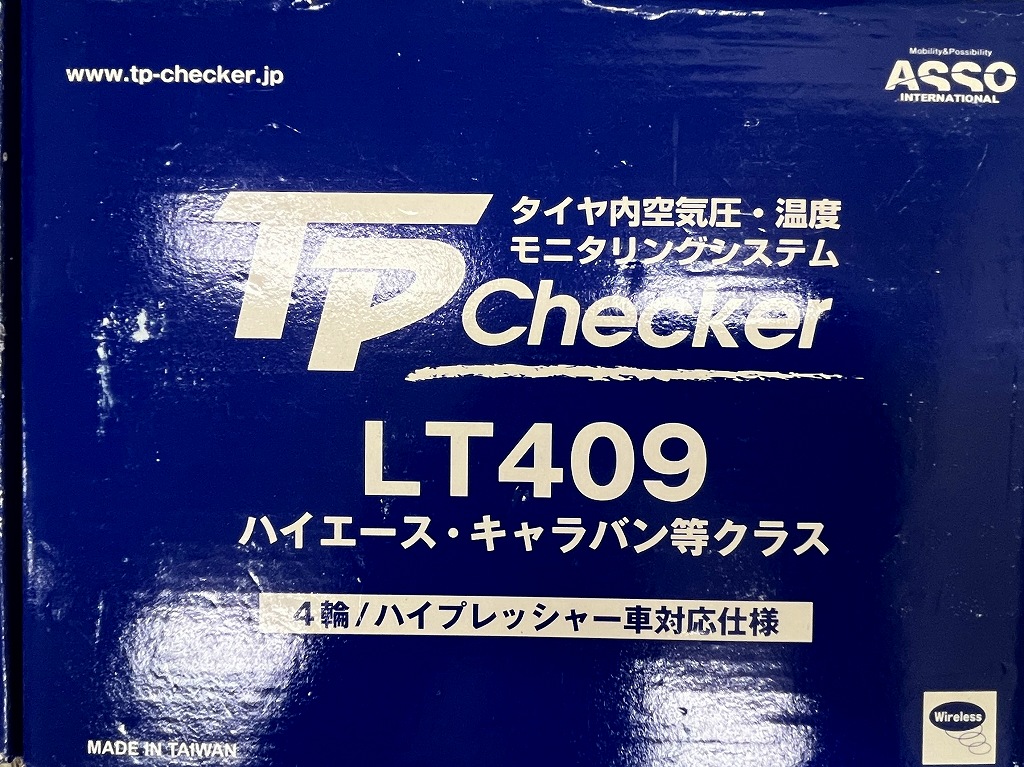 www.tp-checker.jp
Mobility&Possibility
ASSO
INTERNATIONAL
タイヤ内空気圧・温度
モニタリングシステム
TP Checker
LT409
ハイエース・キャラバン等クラス
4輪/ハイプレッシャー車対応仕様
Wireless
MADE IN TAIWAN